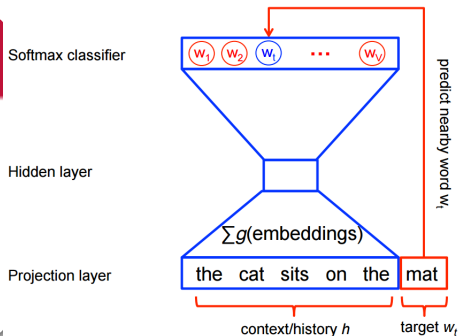 Softmax classifier
w1 w2 wt ... wV
predict nearby word wt
Hidden layer
∑g(embeddings)
Projection layer
the cat sits on the mat
context/history h
target wt